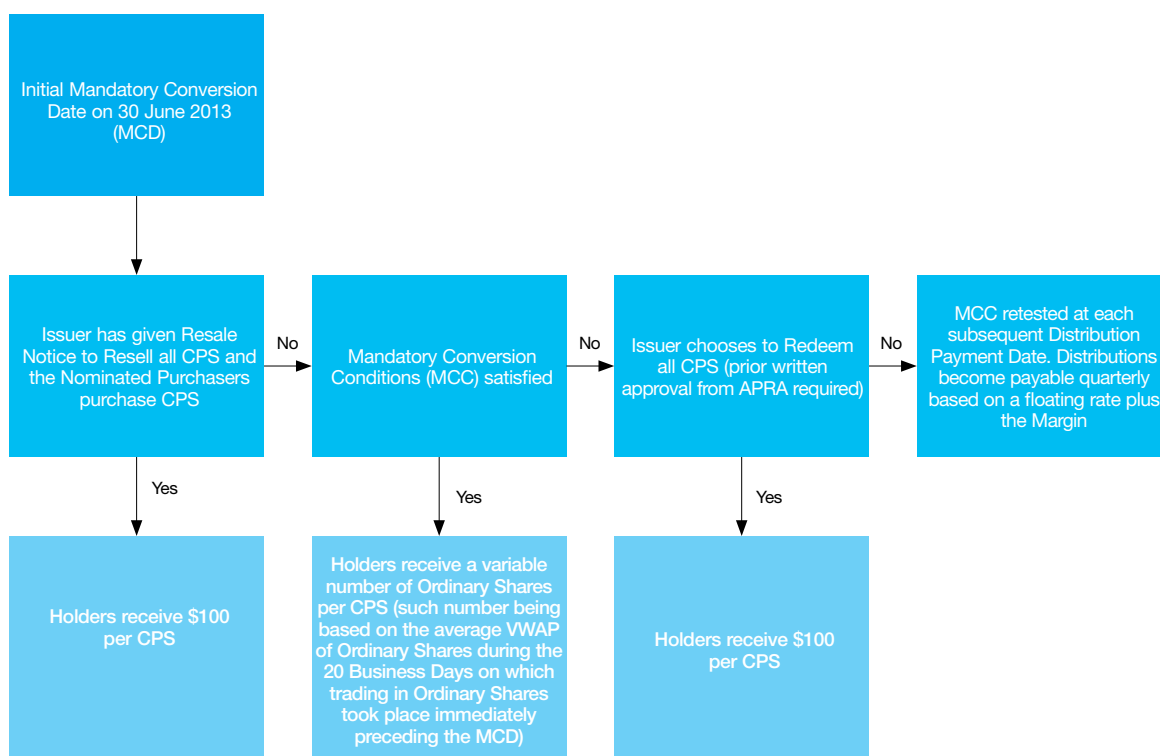 Initial Mandatory Conversion
Date on 30 June 2013
(MCD)
Issuer has given Resale
Notice to Resell all CPS and
the Nominated Purchasers
purchase CPS
No
Mandatory Conversion
Conditions (MCC) satisfied
No
Issuer chooses to Redeem
all CPS (prior written
approval from APRA required)
No
MCC retested at each
subsequent Distribution
Payment Date. Distributions
become payable quarterly
based on a floating rate plus
the Margin
Yes
Yes
Yes
Holders receive $100
per CPS
Holders receive a variable
number of Ordinary Shares
per CPS (such number being
based on the average VWAP
of Ordinary Shares during the
20 Business Days on which
trading in Ordinary Shares
took place immediately
preceding the MCD)
Holders receive $100
per CPS